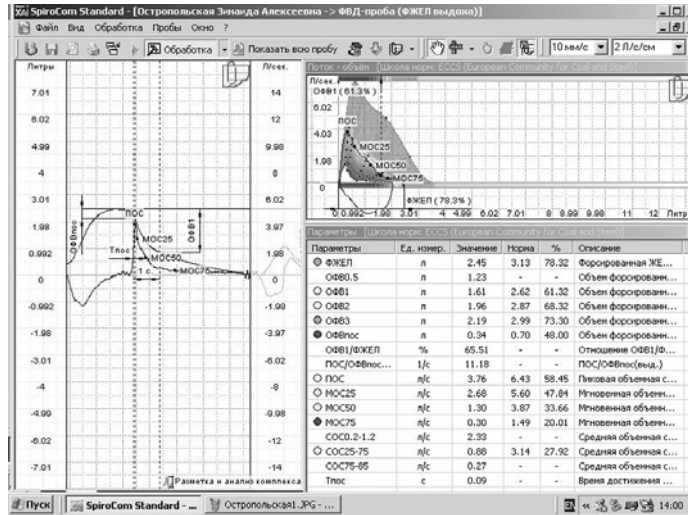 SpiroCom Standard - [Островпольская Зинаида Алексеевна -> ФВД-проба (ФЖЕЛ выдоха)]
Файл Вид Обработка Пробы Окно ?
Обработка Показать всю пробу 10 мм/с 2 Л/с/см
Литры Л/сек.
7.01 14
6.02 12
4.99 9.98
4 8
3.01 6.02
1.98 3.97
0.992 1.98
0 0
-0.992 -1.98
-1.98 -3.97
-3.01 -6.02
-4 -8
-4.99 -9.98
-6.02 -12
-7.01 -14
ОФВпос
ПОС
МОС25
Тпос
МОС50
МОС75
1 с.
ОФВ1
Разметка и анализ комплекса
Поток - объём [Школа норм: ECCS (European Community for Coal and Steel)]
Л/сек.
ОФВ1 (61.3%)
6.02
ПОС
4.03
МОС25
1.98
МОС50
МОС75
0
ФЖЕЛ (78.3%)
0 0.992 1.98 3.01 4 4.99 6.02 7.01 8 8.99 9.98 11 12 Литр
Параметры [Школа норм: ECCS (European Community for Coal and Steel)]
Параметры Ед. измер. Значение Норма % Описание
ФЖЕЛ л 2.45 3.13 78.32 Форсированная ЖЕ...
ОФВ0.5 л 1.23 - - Объем форсированн...
ОФВ1 л 1.61 2.62 61.32 Объем форсированн...
ОФВ2 л 1.96 2.87 68.32 Объем форсированн...
ОФВ3 л 2.19 2.99 73.30 Объем форсированн...
ОФВпос л 0.34 0.70 48.00 Объем форсированн...
ОФВ1/ФЖЕЛ % 65.51 - - Отношение ОФВ1/Ф...
ПОС/ОФВпос... 1/с 11.18 - - ПОС/ОФВпос(выд.)
ПОС л/с 3.76 6.43 58.45 Пиковая объемная с...
МОС25 л/с 2.68 5.60 47.84 Мгновенная объемн...
МОС50 л/с 1.30 3.87 33.66 Мгновенная объемн...
МОС75 л/с 0.30 1.49 20.01 Мгновенная объемн...
СОС0.2-1.2 л/с 2.33 - - Средняя объемная с...
СОС25-75 л/с 0.88 3.14 27.92 Средняя объемная с...
СОС75-85 л/с 0.27 - - Средняя объемная с...
Тпос с 0.09 - - Время достижения ...
Пуск SpiroCom Standard - ... Остропольская1.JPG - ... 14:00